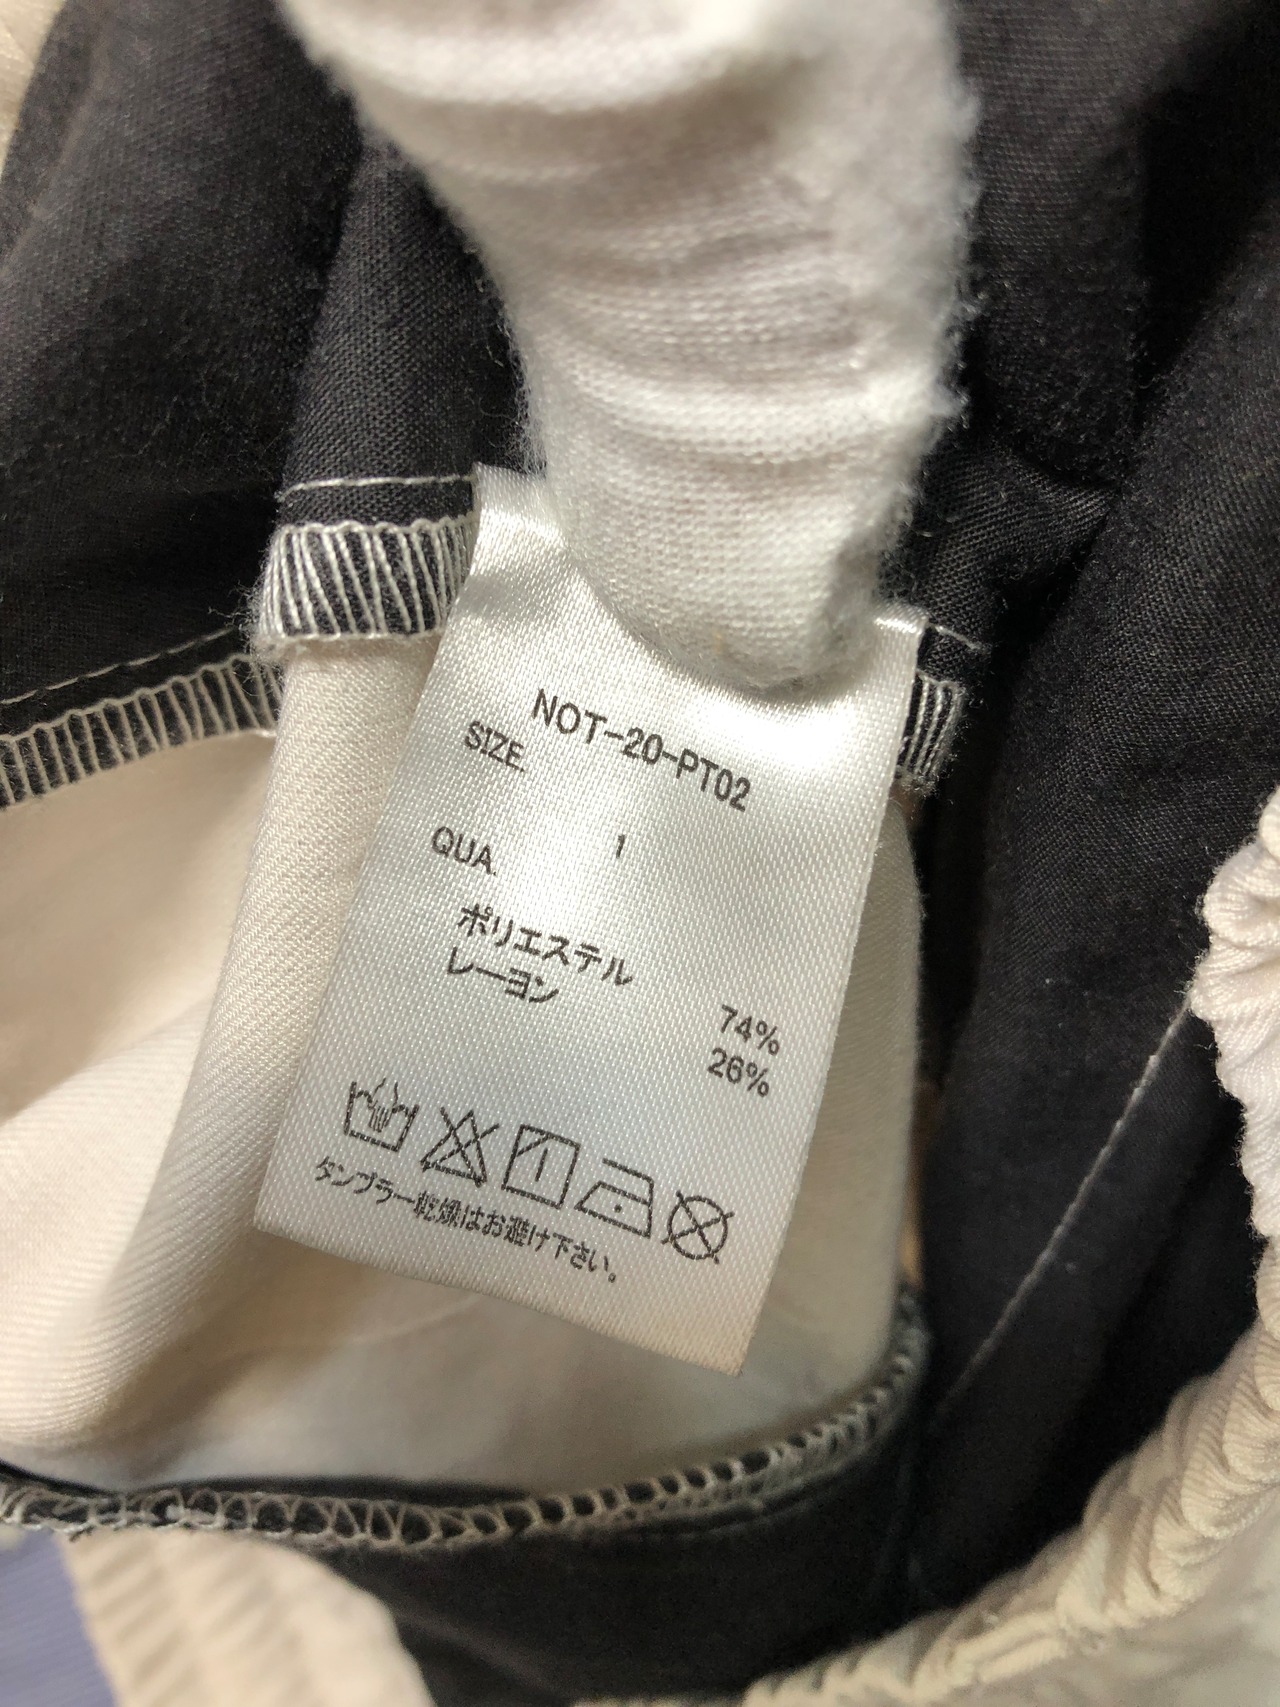 NOT-20-PT02
SIZE
1
QUA.
ポリエステル 74%
レーヨン 26%
タンブラー乾燥はお避け下さい。